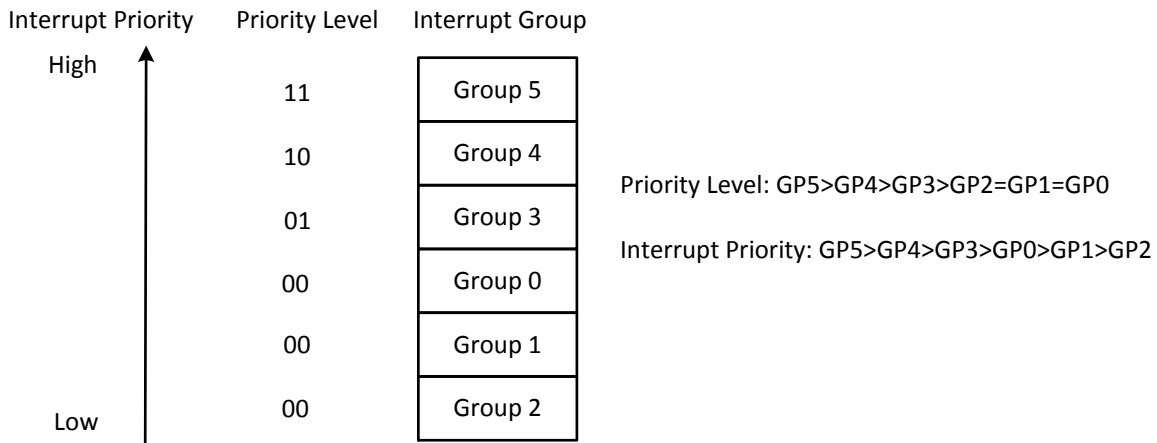 Interrupt Priority Priority Level Interrupt Group
High
11 Group 5
10 Group 4
Priority Level: GP5>GP4>GP3>GP2=GP1=GP0
01 Group 3
Interrupt Priority: GP5>GP4>GP3>GP0>GP1>GP2
00 Group 0
00 Group 1
00 Group 2
Low